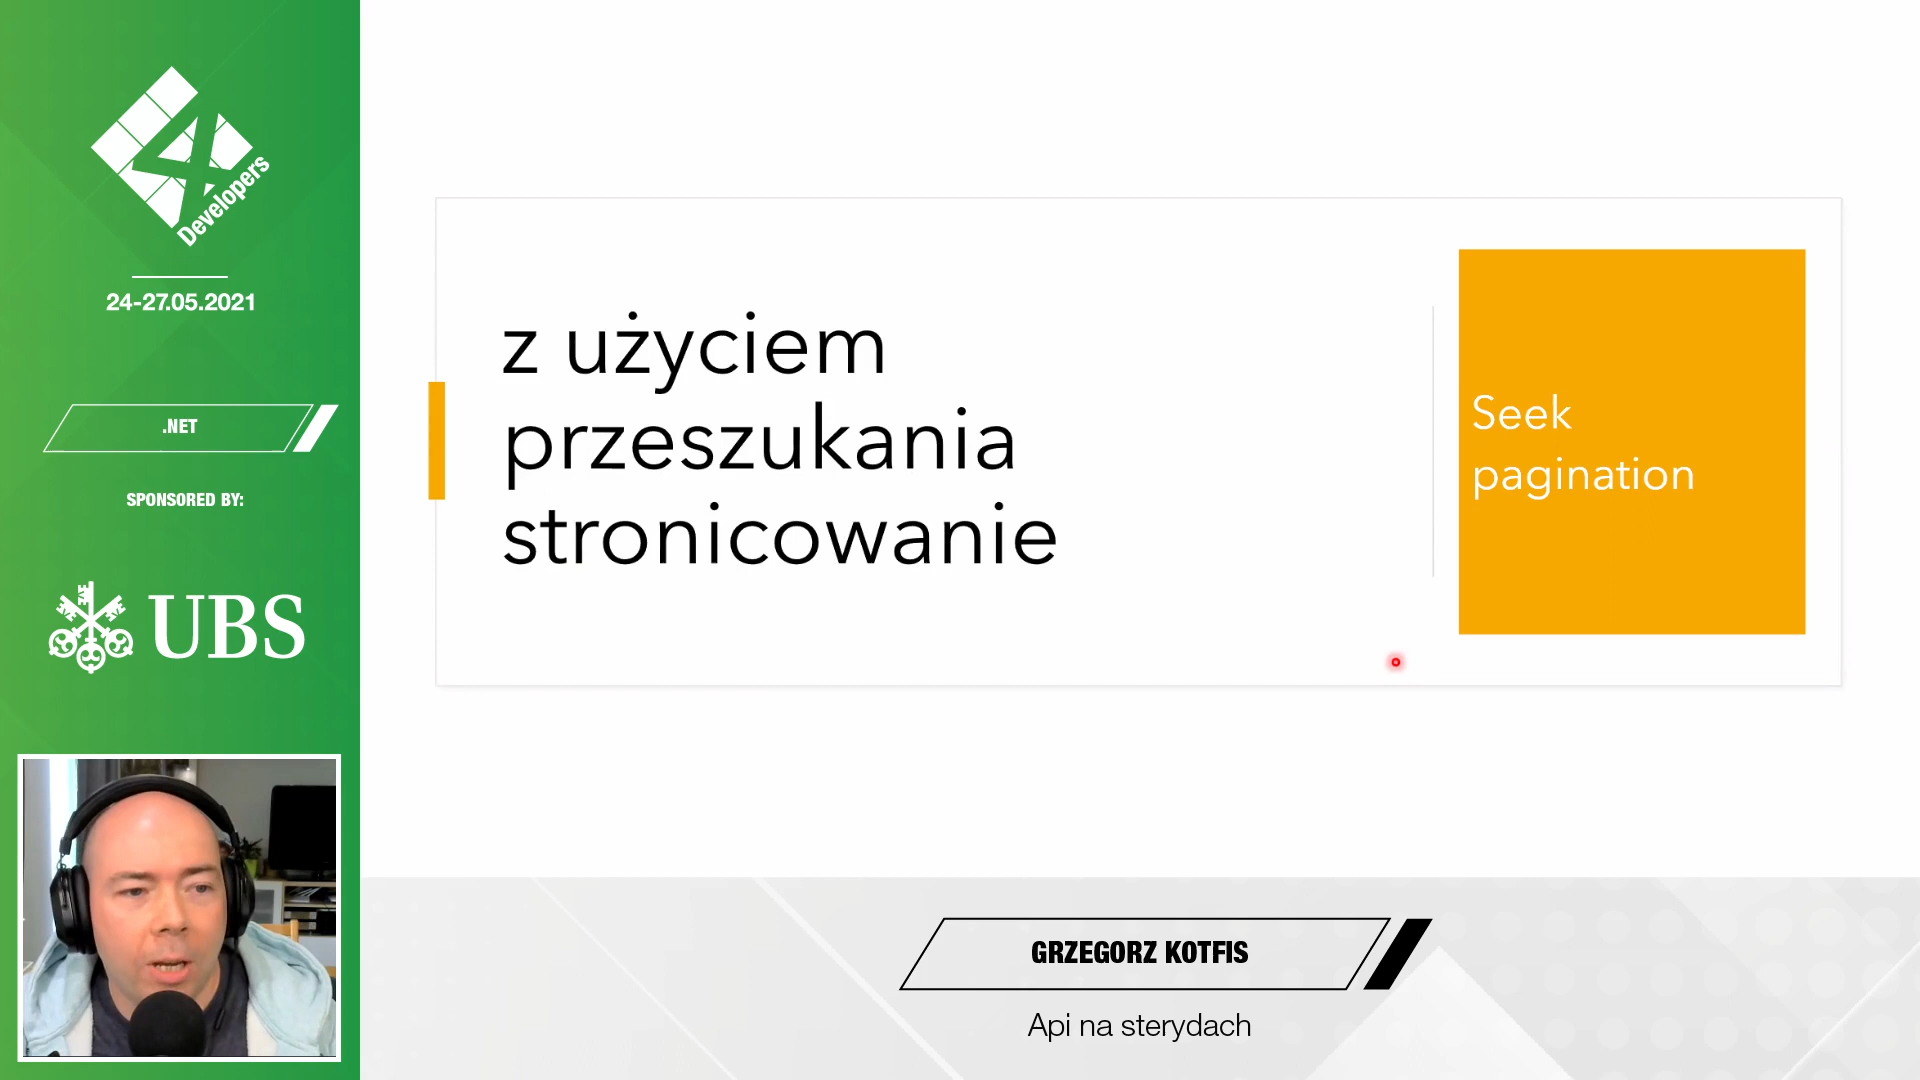 4
Developers
24-27.05.2021
.NET
SPONSORED BY:
UBS
z użyciem
przeszukania
stronicowanie
Seek
pagination
GRZEGORZ KOTFIS
Api na sterydach